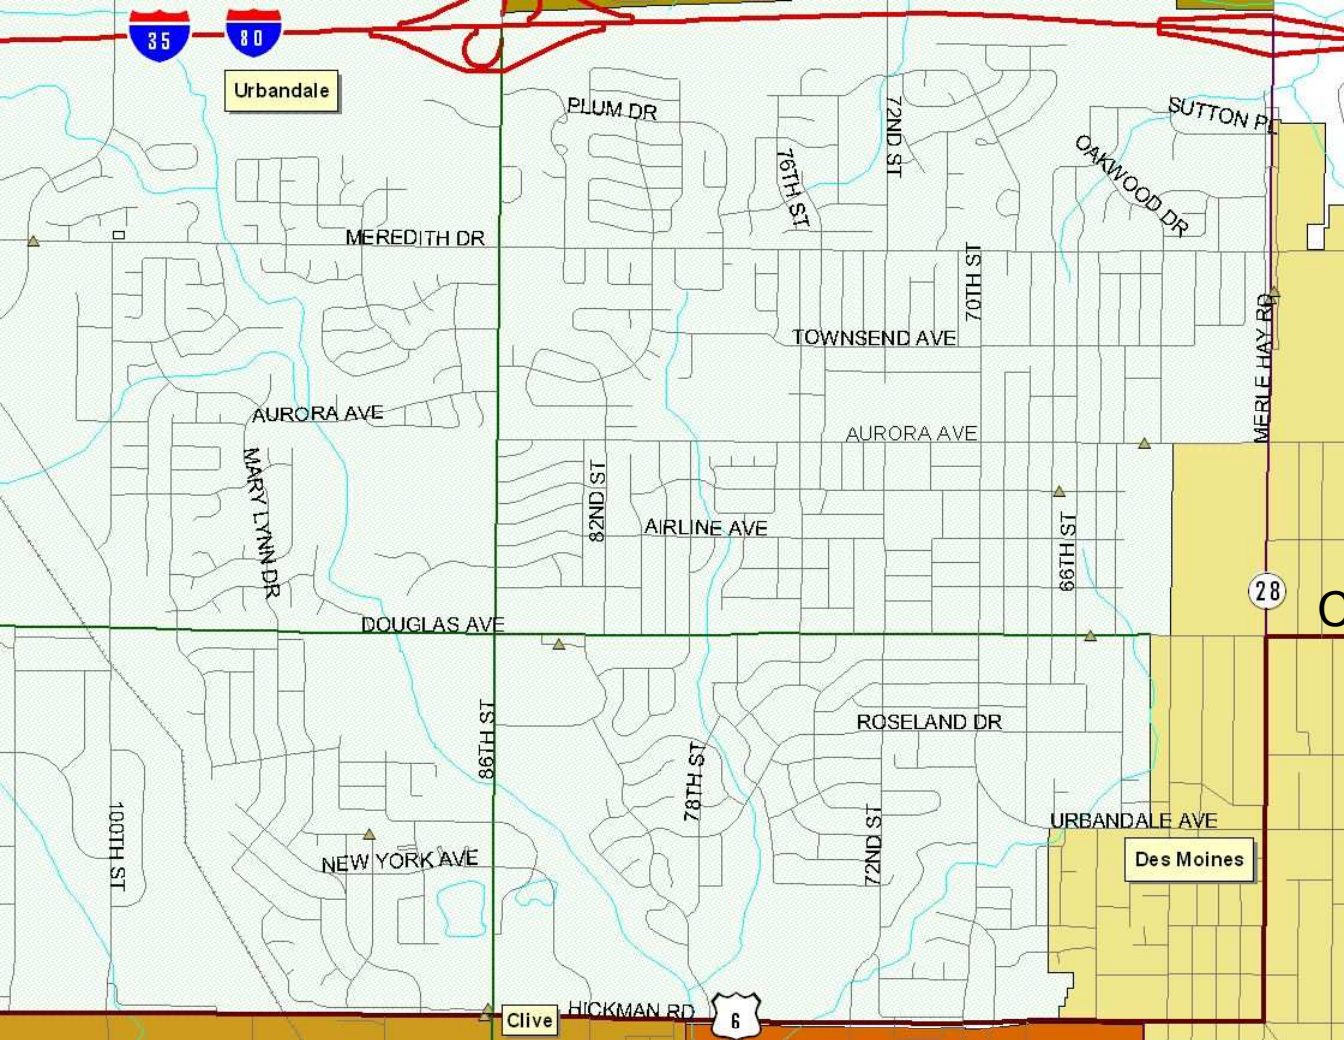 35
80
Urbandale
PLUM DR
72ND ST
SUTTON PL
76TH ST
OAKWOOD DR
MEREDITH DR
70TH ST
TOWNSEND AVE
MERLE HAY RD
AURORA AVE
AURORA AVE
MARY LYNN DR
82ND ST
AIRLINE AVE
66TH ST
28
DOUGLAS AVE
86TH ST
ROSELAND DR
78TH ST
100TH ST
72ND ST
URBANDALE AVE
NEW YORK AVE
Des Moines
Clive
HICKMAN RD
6